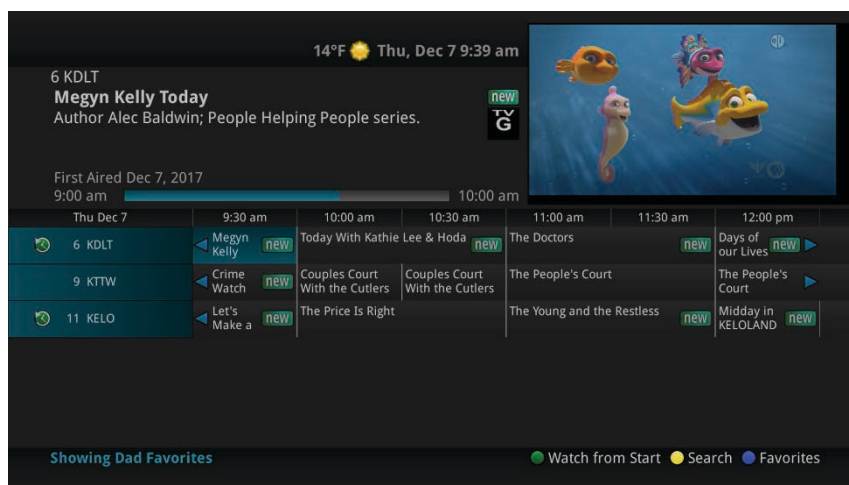 14°F Thu, Dec 7 9:39 am
6 KDLT
Megyn Kelly Today
new
Author Alec Baldwin; People Helping People series.
TV
G
First Aired Dec 7, 2017
9:00 am 10:00 am
Thu Dec 7 9:30 am 10:00 am 10:30 am 11:00 am 11:30 am 12:00 pm
6 KDLT Megyn Kelly new Today With Kathie Lee & Hoda new The Doctors new Days of our Lives new
9 KTTW Crime Watch new Couples Court With the Cutlers Couples Court With the Cutlers The People's Court The People's Court
11 KELO Let's Make a new The Price Is Right The Young and the Restless new Midday in KELOLAND new
Showing Dad Favorites Watch from Start Search Favorites